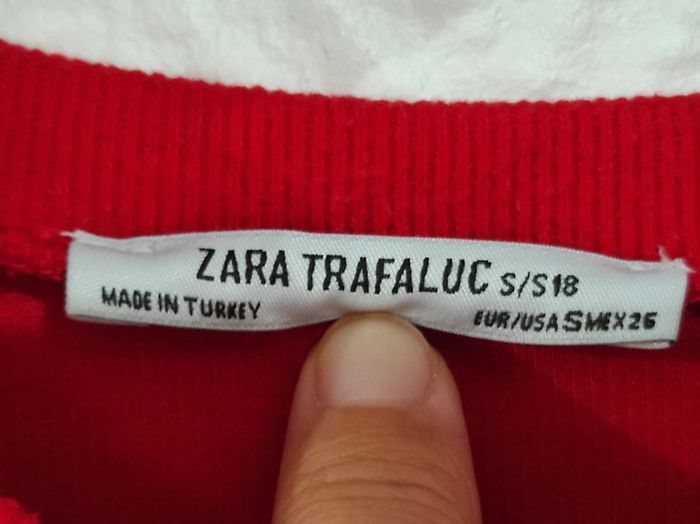 ZARA TRAFALUC S/S18
MADE IN TURKEY
EUR/USA S MEX 26